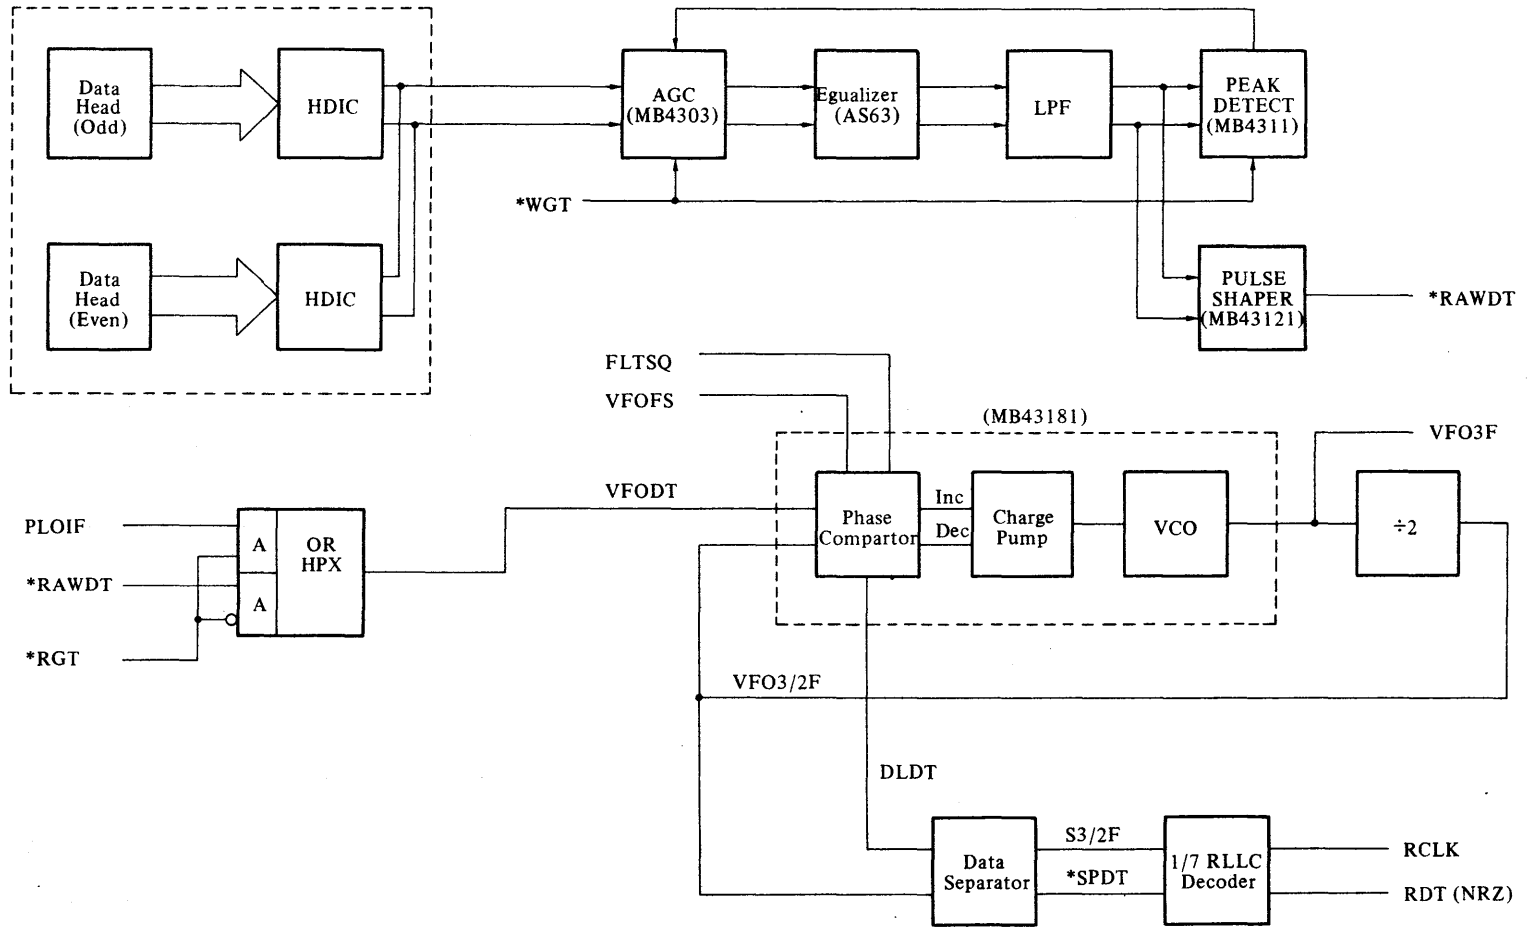 Data
Head
(Odd)
HDIC
AGC
(MB4303)
Egualizer
(AS63)
LPF
PEAK
DETECT
(MB4311)
*WGT
Data
Head
(Even)
HDIC
PULSE
SHAPER
(MB43121)
*RAWDT
FLTSQ
VFOFS
(MB43181)
VFO3F
VFODT
PLOIF
*RAWDT
*RGT
A
A
OR
HPX
Phase
Compartor
Inc
Dec
Charge
Pump
VCO
÷2
VFO3/2F
DLDT
Data
Separator
S3/2F
*SPDT
1/7 RLLC
Decoder
RCLK
RDT (NRZ)